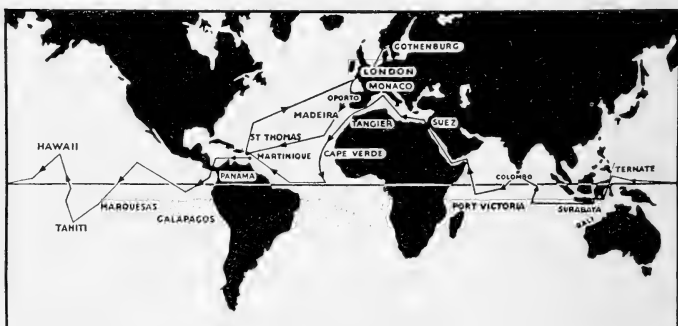 GOTHENBURG
LONDON
MONACO
OPORTO
MADEIRA
TANGIER
SUEZ
ST THOMAS
HAWAII
MARTINIQUE
CAPE VERDE
COLOMBO
TERNATE
PANAMA
MARQUESAS
PORT VICTORIA
SURABAYA
GALAPAGOS
BALI
TAHITI